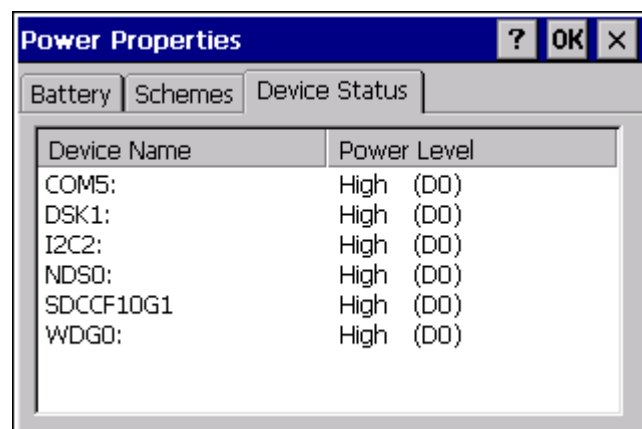 Power Properties ? OK ×
Battery Schemes Device Status
Device Name Power Level
COM5: High (D0)
DSK1: High (D0)
I2C2: High (D0)
NDS0: High (D0)
SDCCF10G1 High (D0)
WDG0: High (D0)